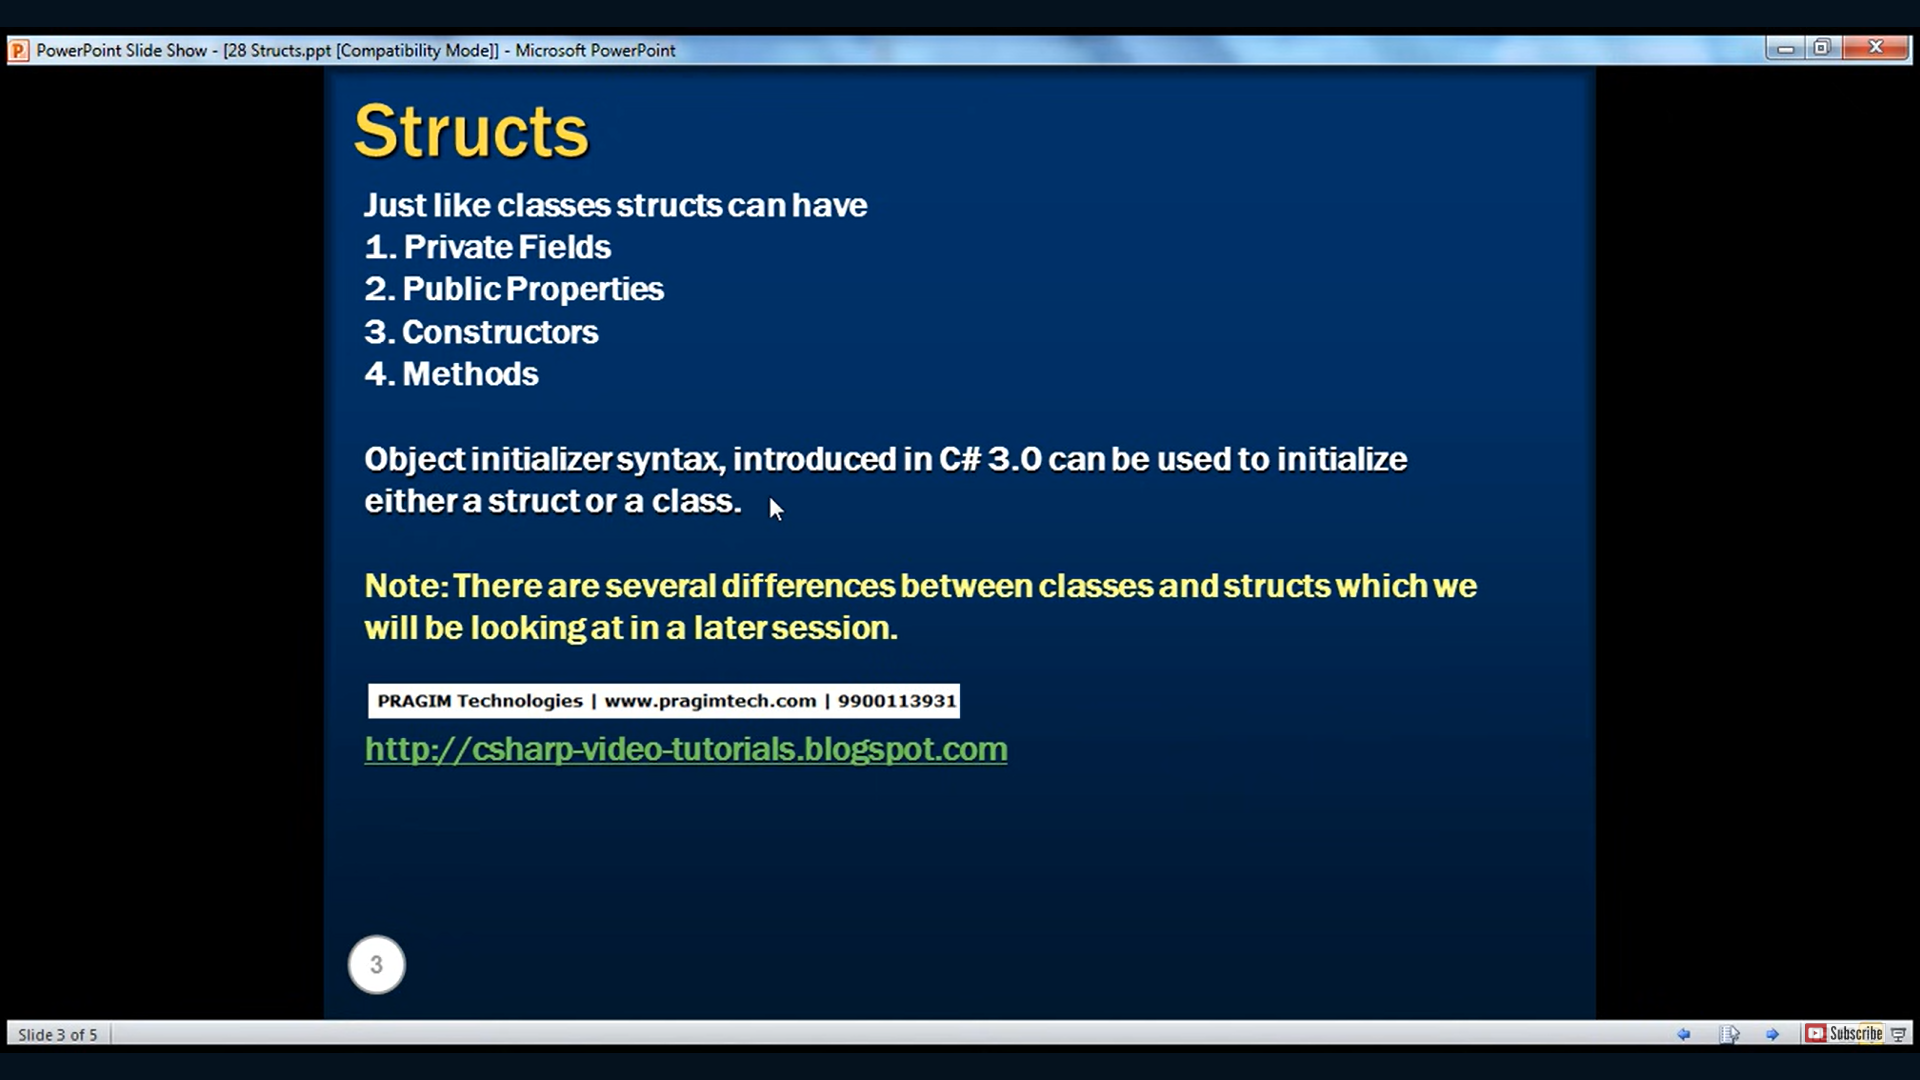 PowerPoint Slide Show - [28 Structs.ppt [Compatibility Mode]] - Microsoft PowerPoint
Structs
Just like classes structs can have
1. Private Fields
2. Public Properties
3. Constructors
4. Methods
Object initializer syntax, introduced in C# 3.0 can be used to initialize
either a struct or a class.
Note: There are several differences between classes and structs which we
will be looking at in a later session.
PRAGIM Technologies | www.pragimtech.com | 9900113931
http://csharp-video-tutorials.blogspot.com
3
Slide 3 of 5
Subscribe